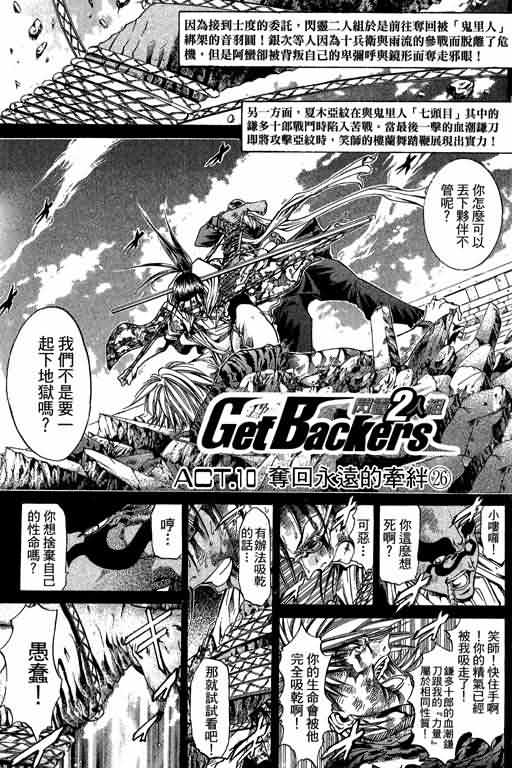 因為接到士度的委託，閃靈二人組於是前往奪回被「鬼里人」
綁架的音羽圓！銀次等人因為十兵衛與雨流的參戰而脫離了危
機，但是阿蠻卻被背叛自己的卑彌呼與鏡形而奪走邪眼！
另一方面，夏木亞紋在與鬼里人「七頭目」其中的
鎌多十郎戰鬥時陷入苦戰。當最後一擊的血潮鎌刀
即將攻擊亞紋時，笑師的樓蘭舞踏鞭展現出實力！
你怎麼可以
丟下夥伴不
管呢？
我們不是要一
起下地獄嗎？
閃靈2人組
GetBackers
ACT.10 奪回永遠的牽絆㉖
小嘍囉！
你這麼想
死啊？
可惡…
有辦法吸乾
的話…
哼…
你想捨棄自己
的性命嗎？
笑師！快住手啊
！你的精氣已經
被我吸走了！
鎌多十郎的血潮鎌
刀跟我的『力量』
屬於相同性質！
你的生命會被他
完全吸乾啊！
那就試試看吧！
愚蠢！